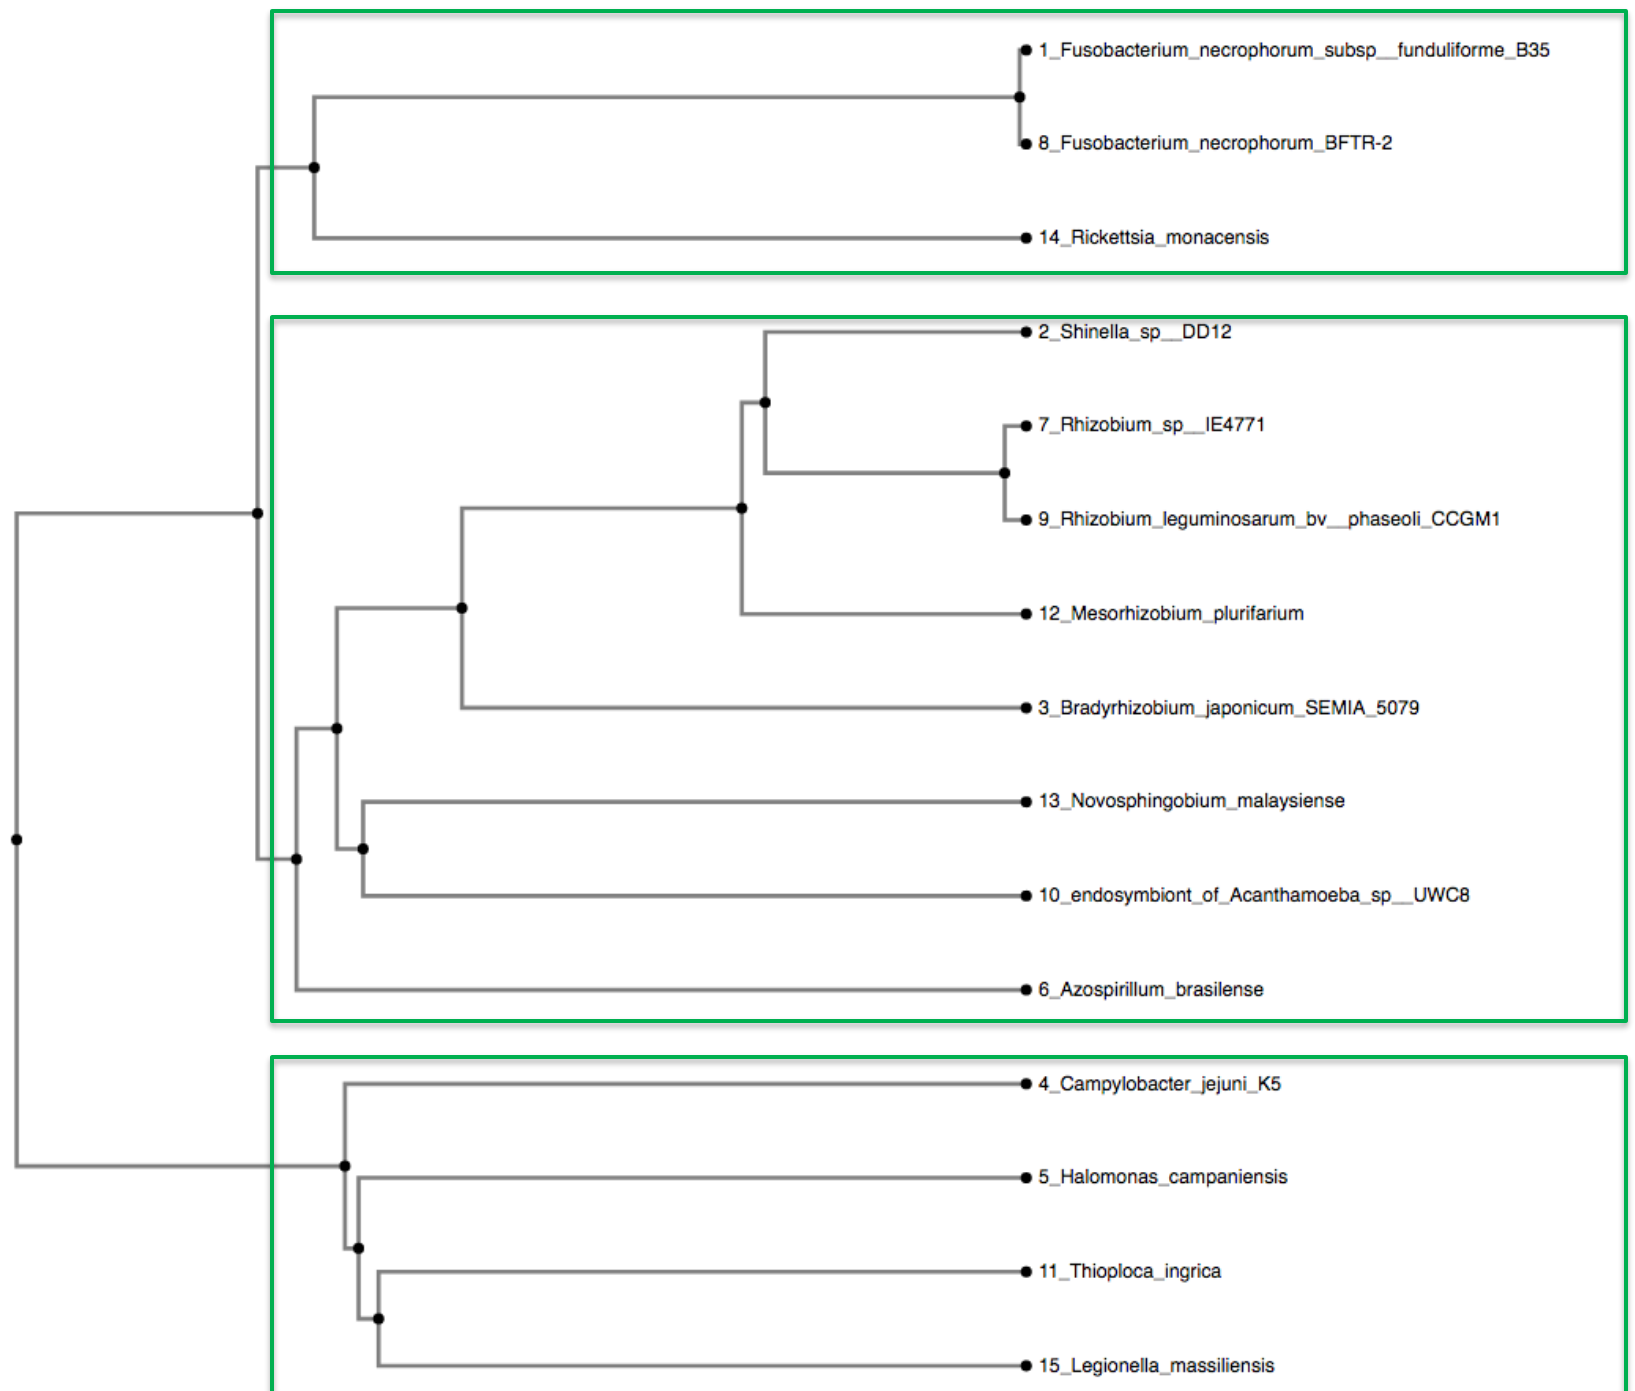 1_Fusobacterium_necrophorum_subsp__funduliforme_B35
8_Fusobacterium_necrophorum_BFTR-2
14_Rickettsia_monacensis
2_Shinella_sp__DD12
7_Rhizobium_sp__IE4771
9_Rhizobium_leguminosarum_bv__phaseoli_CCGM1
12_Mesorhizobium_plurifarium
3_Bradyrhizobium_japonicum_SEMIA_5079
13_Novosphingobium_malaysiense
10_endosymbiont_of_Acanthamoeba_sp__UWC8
6_Azospirillum_brasilense
4_Campylobacter_jejuni_K5
5_Halomonas_campaniensis
11_Thioploca_ingrica
15_Legionella_massiliensis